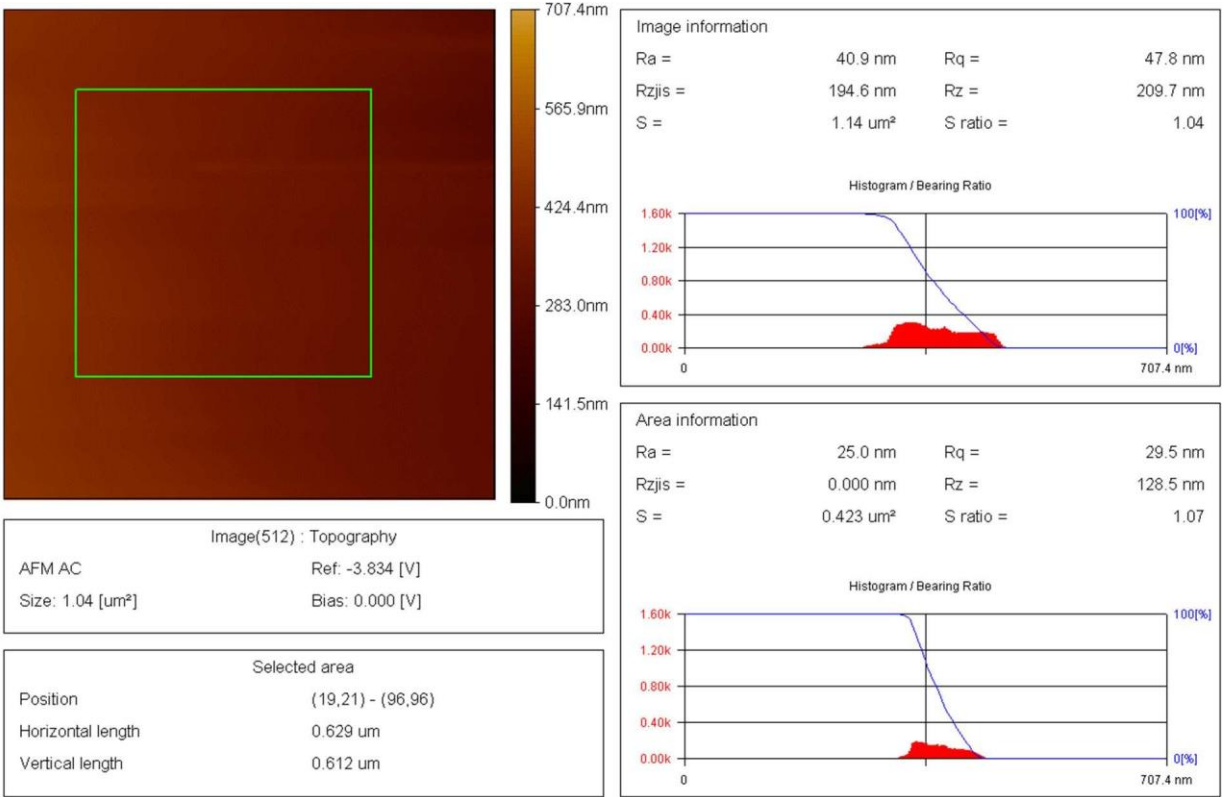 707.4nm
565.9nm
424.4nm
283.0nm
141.5nm
0.0nm
Image(512) : Topography
AFM AC Ref: -3.834 [V]
Size: 1.04 [um²] Bias: 0.000 [V]
Selected area
Position (19,21) - (96,96)
Horizontal length 0.629 um
Vertical length 0.612 um
Image information
Ra = 40.9 nm Rq = 47.8 nm
Rzjis = 194.6 nm Rz = 209.7 nm
S = 1.14 um² S ratio = 1.04
Histogram / Bearing Ratio
1.60k 100[%]
1.20k
0.80k
0.40k
0.00k 0[%]
0 707.4 nm
Area information
Ra = 25.0 nm Rq = 29.5 nm
Rzjis = 0.000 nm Rz = 128.5 nm
S = 0.423 um² S ratio = 1.07
Histogram / Bearing Ratio
1.60k 100[%]
1.20k
0.80k
0.40k
0.00k 0[%]
0 707.4 nm